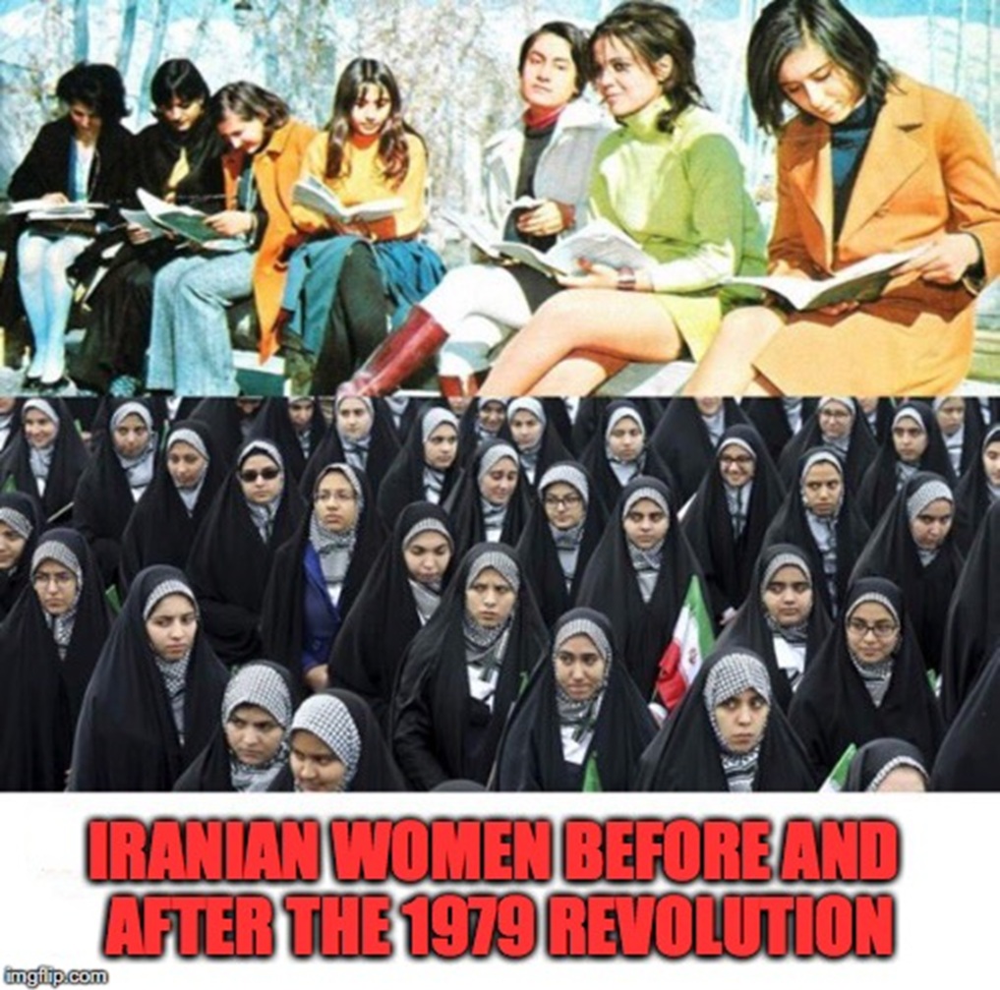 IRANIAN WOMEN BEFORE AND
AFTER THE 1979 REVOLUTION
imgflip.com